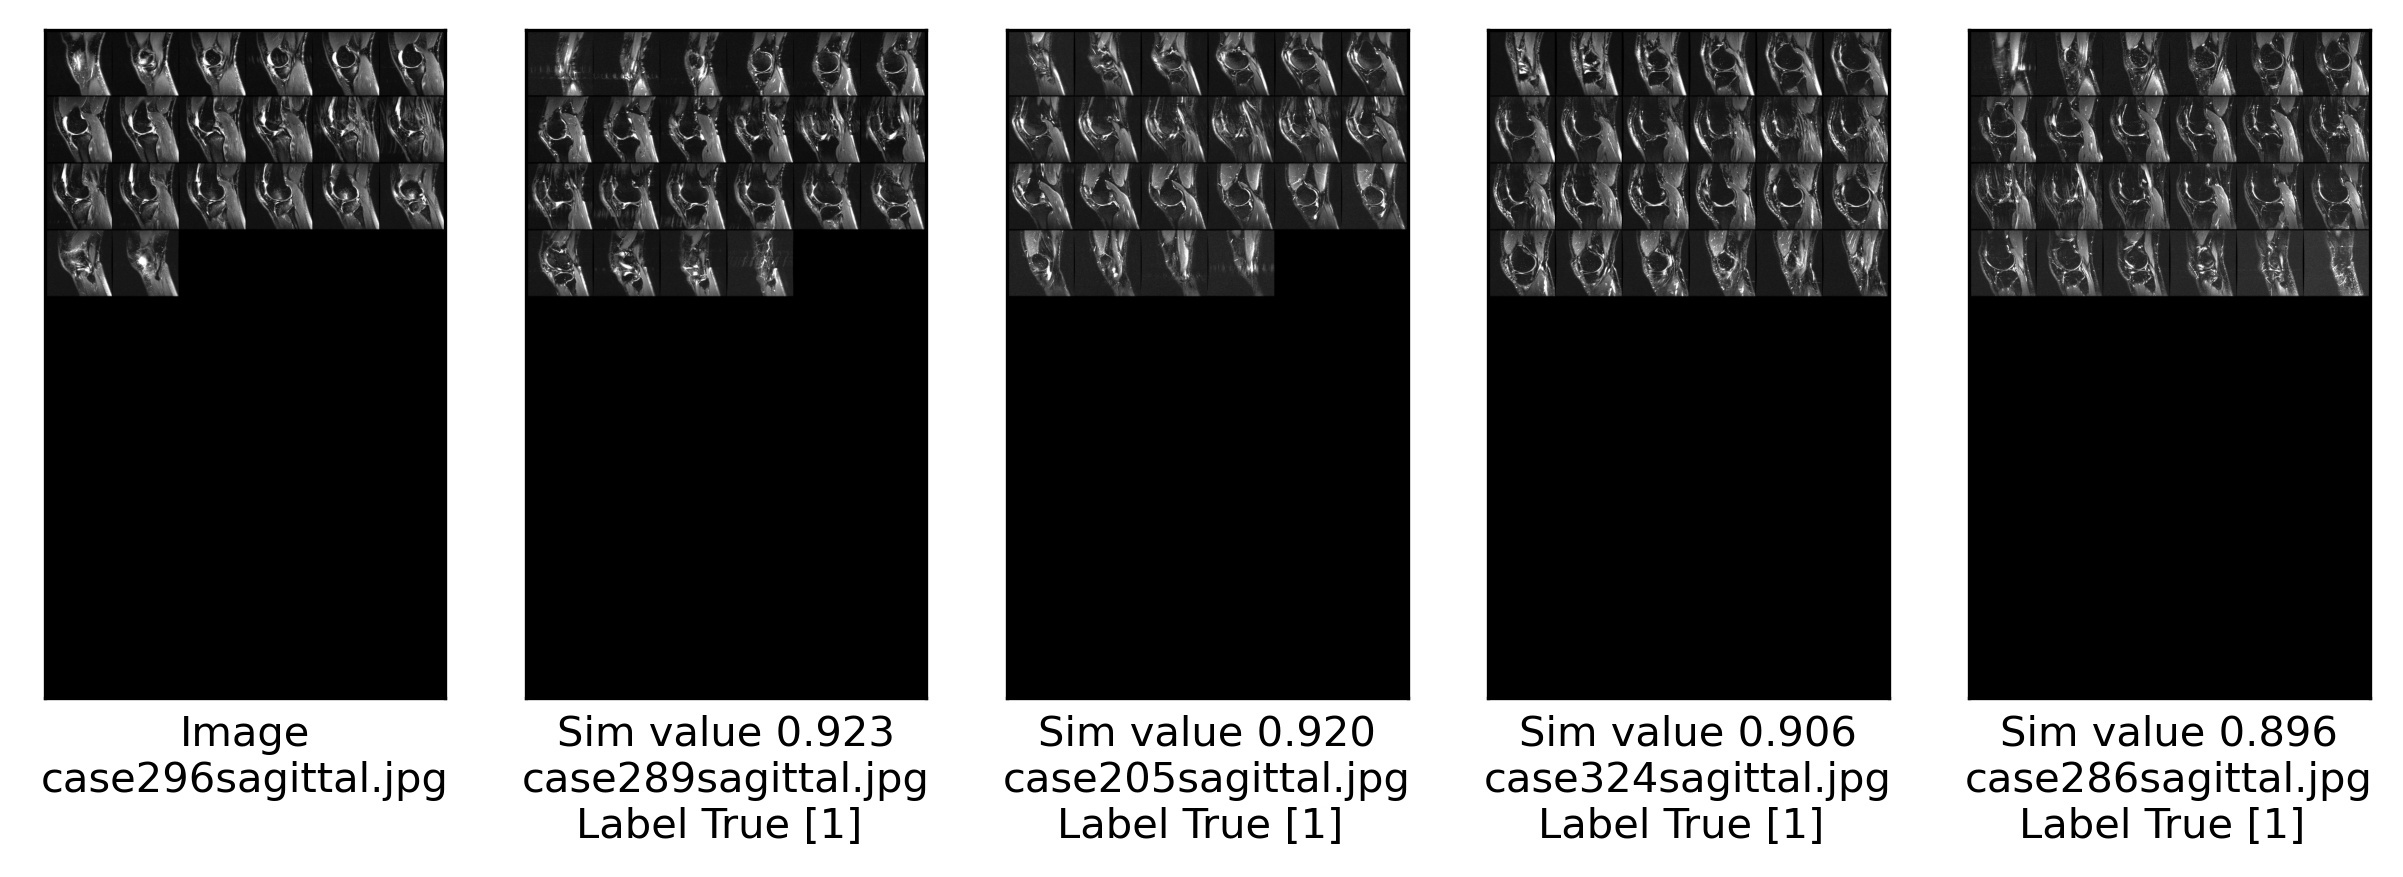 Image
case296sagittal.jpg
Sim value 0.923
case289sagittal.jpg
Label True [1]
Sim value 0.920
case205sagittal.jpg
Label True [1]
Sim value 0.906
case324sagittal.jpg
Label True [1]
Sim value 0.896
case286sagittal.jpg
Label True [1]